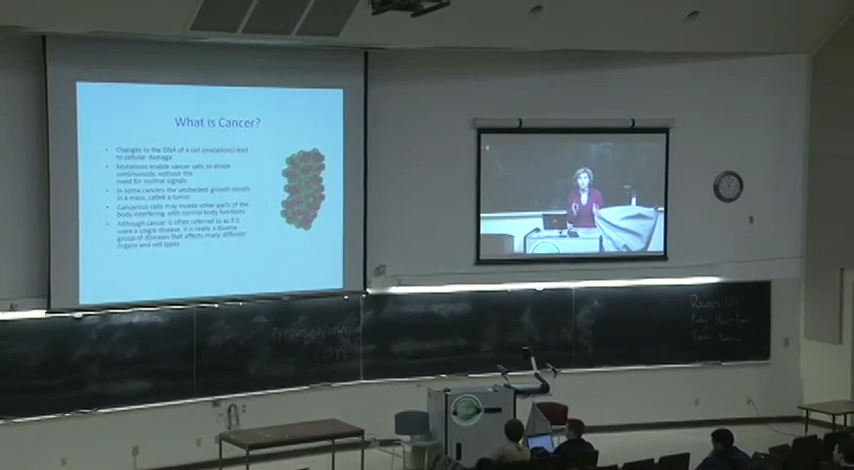 What is Cancer?
• Changes to the DNA of a cell (mutations) lead
to cellular damage
• Mutations enable cancer cells to divide
continuously, without the
need for normal signals
• In some cancers the unchecked growth results
in a mass, called a tumor
• Cancerous cells may invade other parts of the
body interfering with normal body functions
• Although cancer is often referred to as if it
were a single disease, it is really a diverse
group of diseases that affects many different
organs and cell types